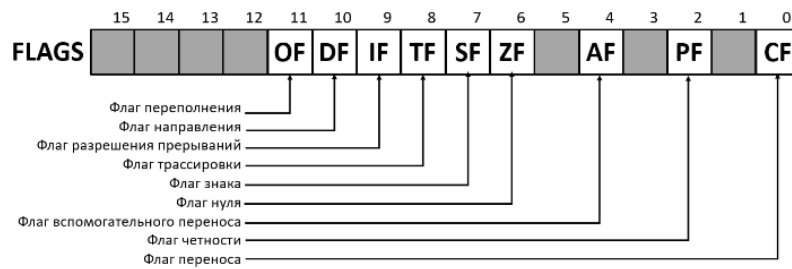 15 14 13 12 11 10 9 8 7 6 5 4 3 2 1 0
FLAGS OF DF IF TF SF ZF AF PF CF
Флаг переполнения
Флаг направления
Флаг разрешения прерываний
Флаг трассировки
Флаг знака
Флаг нуля
Флаг вспомогательного переноса
Флаг четности
Флаг переноса